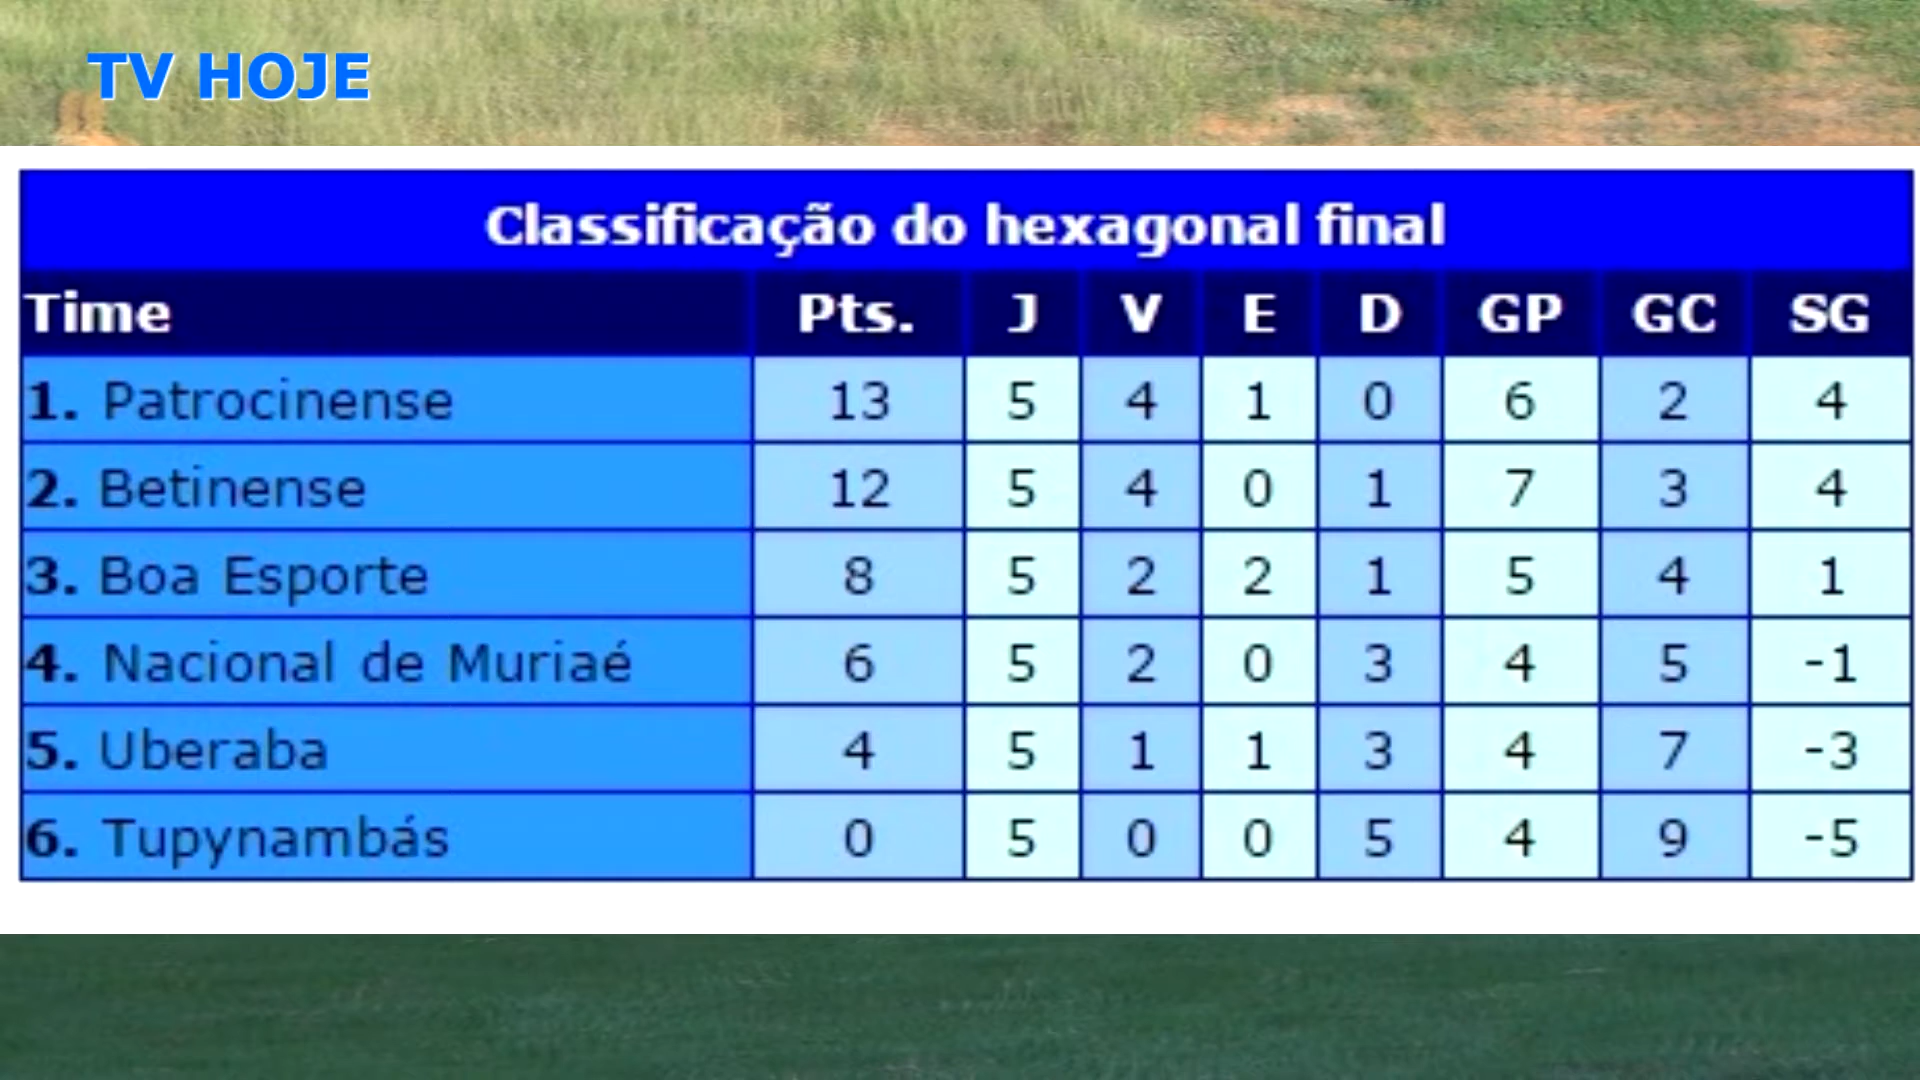 TV HOJE
Classificação do hexagonal final
Time Pts. J V E D GP GC SG
1. Patrocinense 13 5 4 1 0 6 2 4
2. Betinense 12 5 4 0 1 7 3 4
3. Boa Esporte 8 5 2 2 1 5 4 1
4. Nacional de Muriaé 6 5 2 0 3 4 5 -1
5. Uberaba 4 5 1 1 3 4 7 -3
6. Tupynambás 0 5 0 0 5 4 9 -5